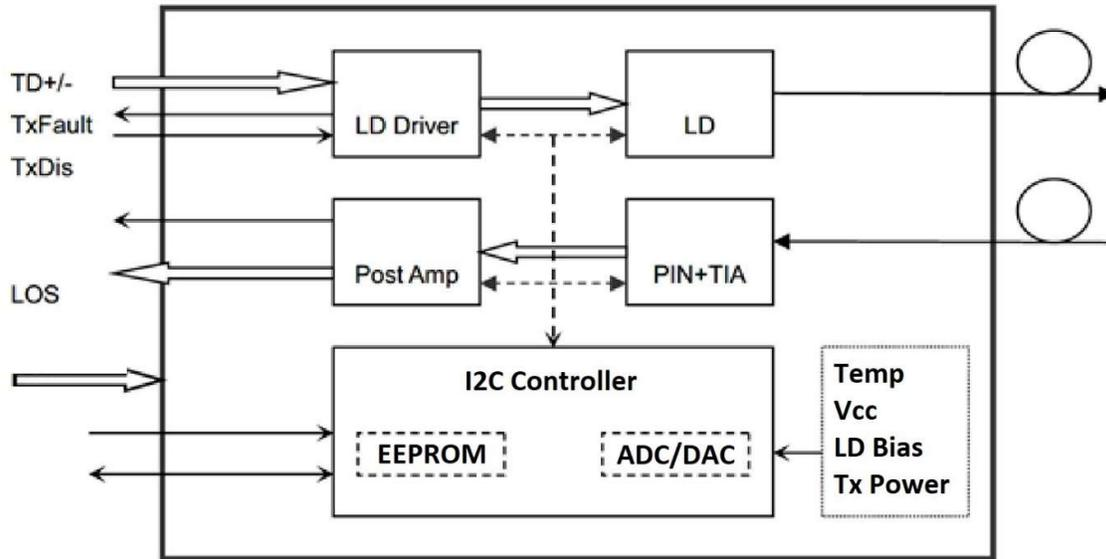 TD+/-
TxFault
TxDis
LD Driver
LD
Post Amp
PIN+TIA
LOS
I2C Controller
EEPROM
ADC/DAC
Temp
Vcc
LD Bias
Tx Power